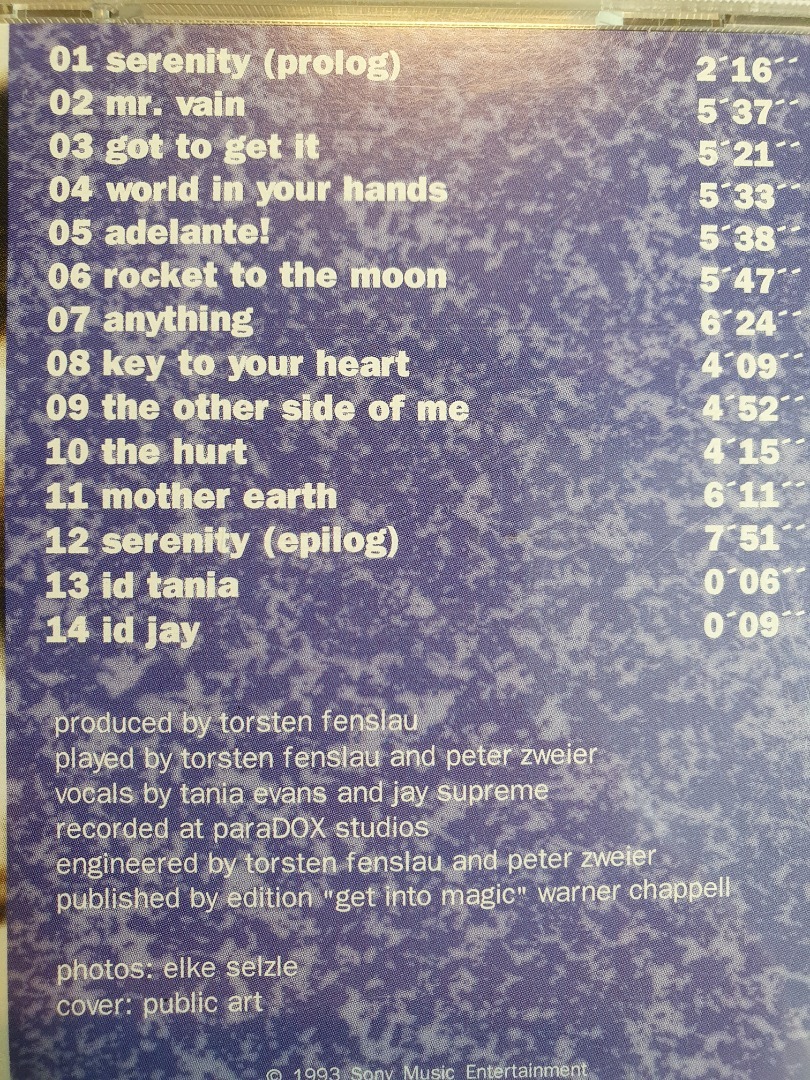 01 serenity (prolog) 2´16´´
02 mr. vain 5´37´´
03 got to get it 5´21´´
04 world in your hands 5´33´´
05 adelante! 5´38´´
06 rocket to the moon 5´47´´
07 anything 6´24´´
08 key to your heart 4´09´´
09 the other side of me 4´52´´
10 the hurt 4´15´´
11 mother earth 6´11´´
12 serenity (epilog) 7´51´´
13 id tania 0´06´´
14 id jay 0´09´´
produced by torsten fenslau
played by torsten fenslau and peter zweier
vocals by tania evans and jay supreme
recorded at paraDOX studios
engineered by torsten fenslau and peter zweier
published by edition "get into magic" warner chappell
photos: elke selzle
cover: public art
© 1993 Sony Music Entertainment